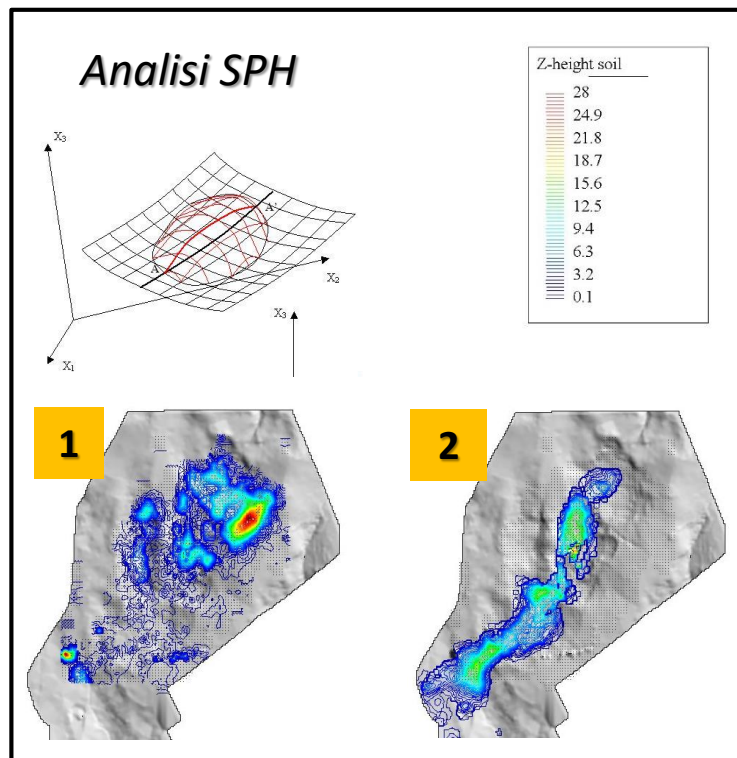 Analisi SPH
Z-height soil
28
24.9
21.8
18.7
15.6
12.5
9.4
6.3
3.2
0.1
X3
A'
A
X2
X3
X1
1
2